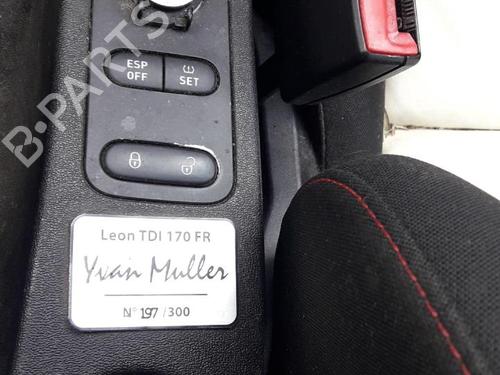 B-PARTS
ESP
OFF
SET
Leon TDI 170 FR
Yvan Muller
Nº 197 /300